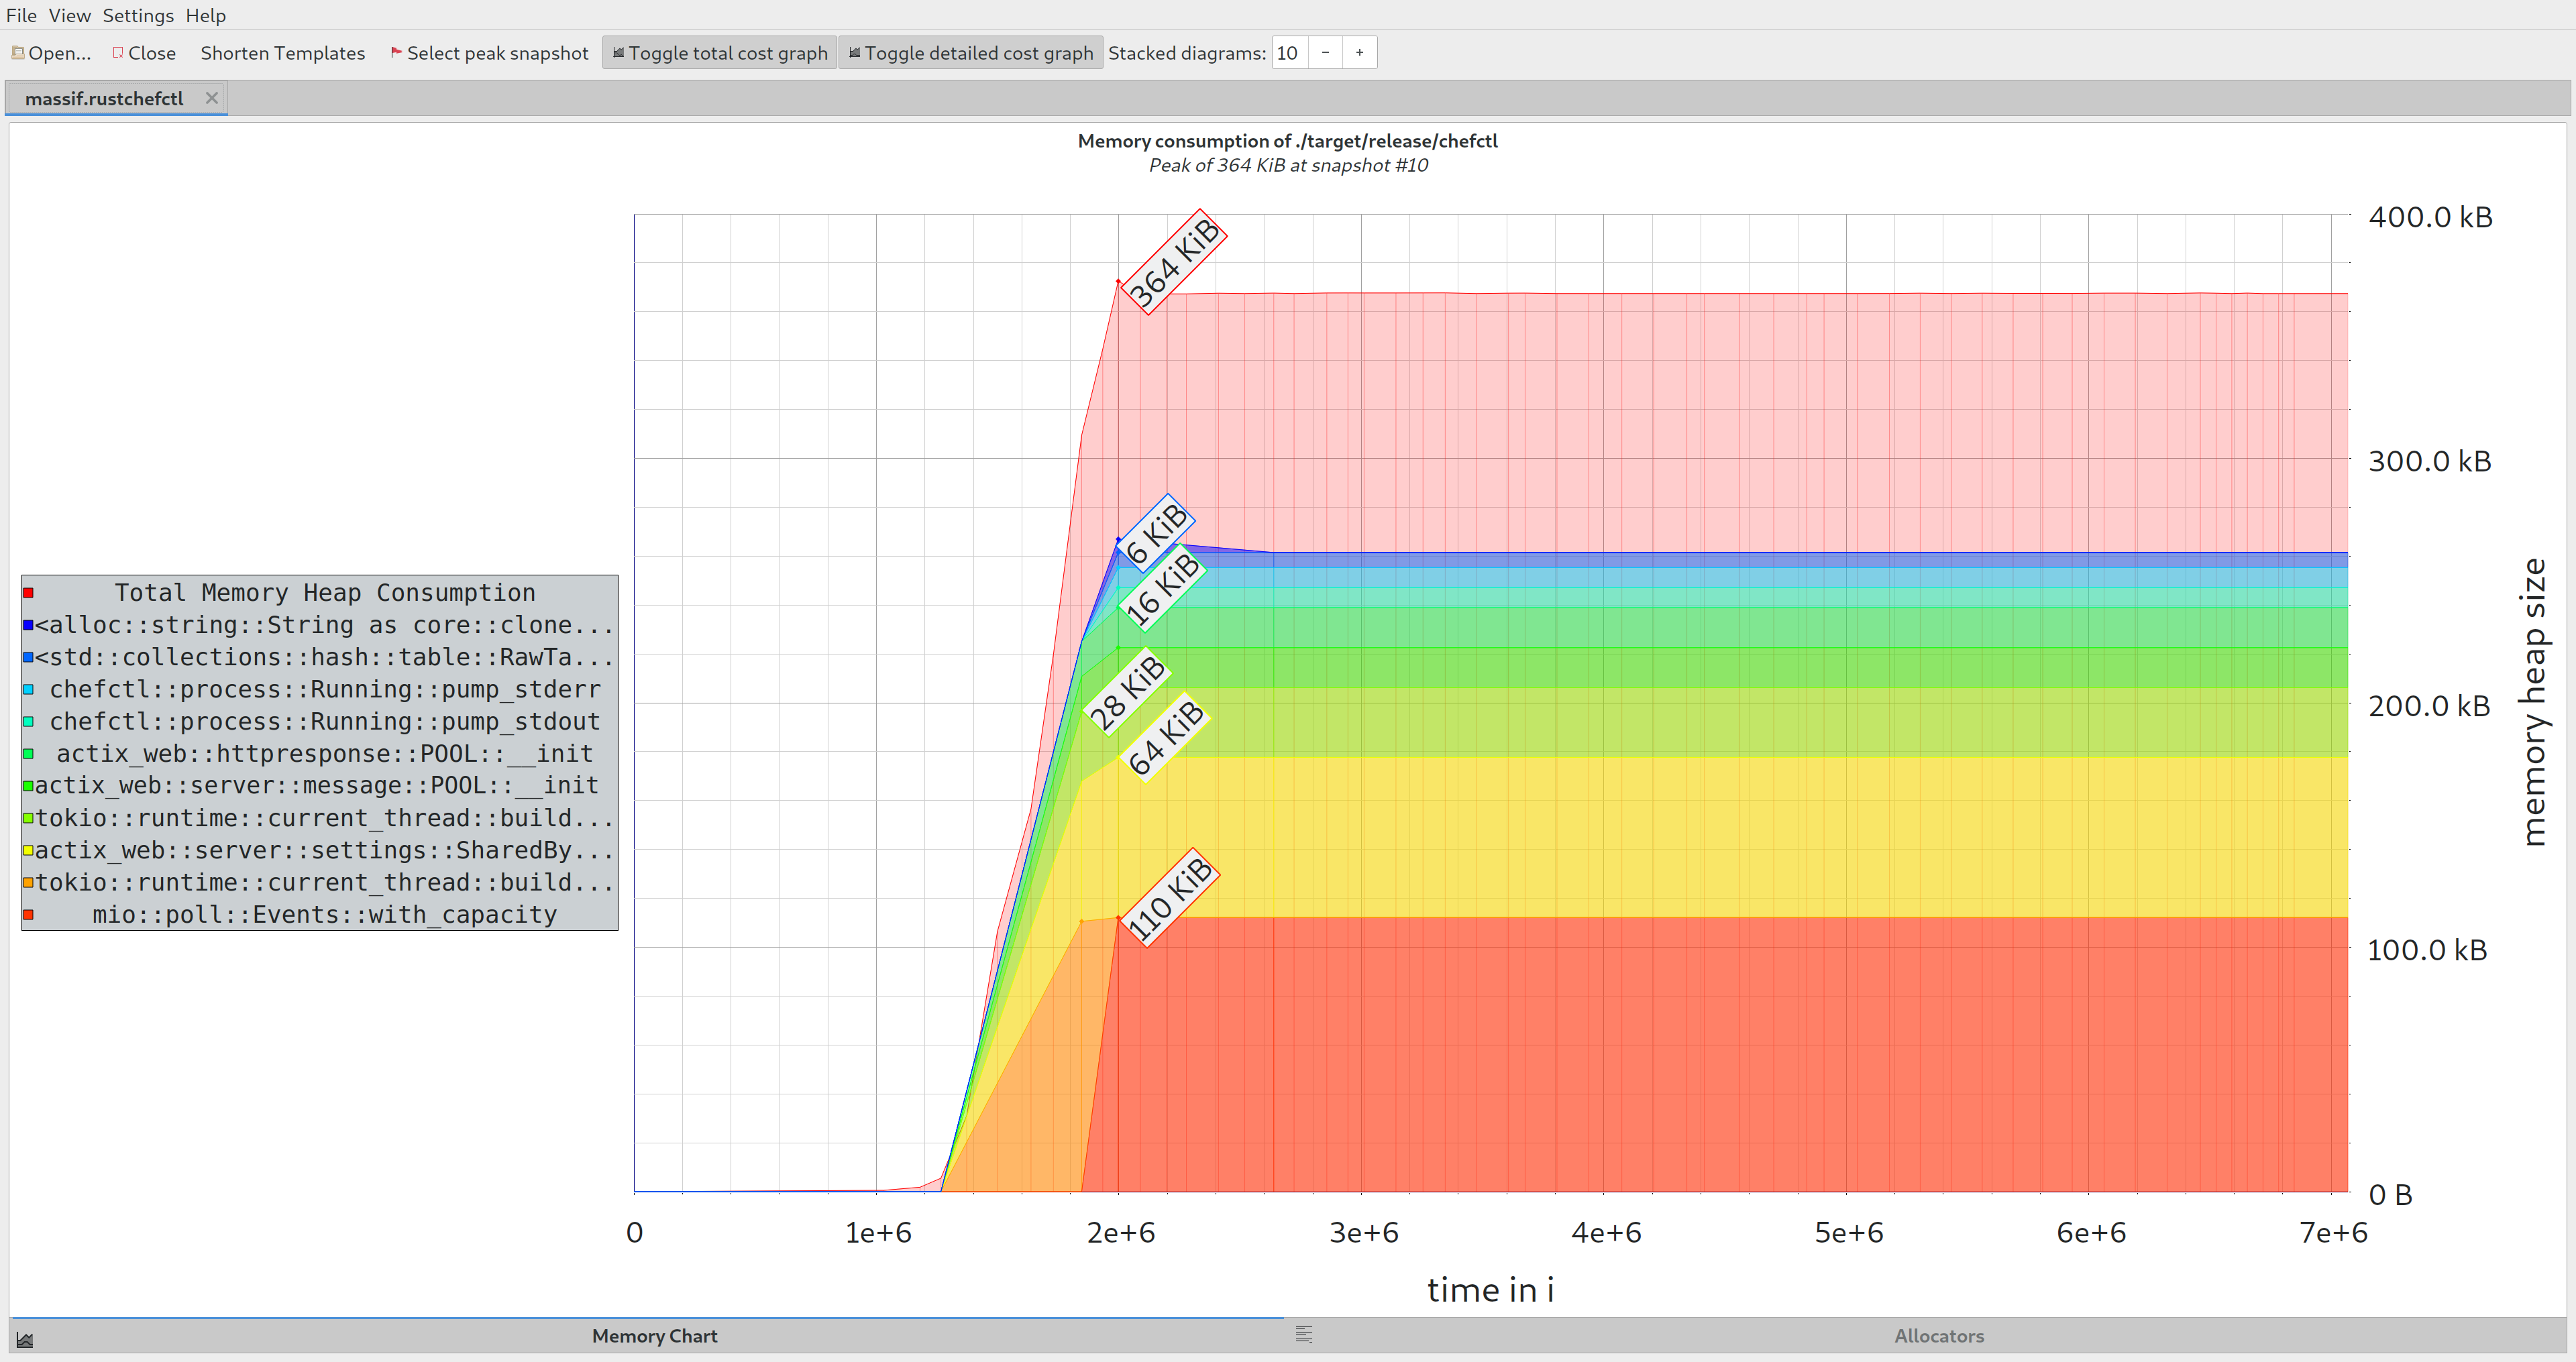 File View Settings Help
Open... Close Shorten Templates Select peak snapshot Toggle total cost graph Toggle detailed cost graph Stacked diagrams: 10 - +
massif.rustchefctl
Memory consumption of ./target/release/chefctl
Peak of 364 KiB at snapshot #10
400.0 kB
364 KiB
300.0 kB
6 KiB
16 KiB
28 KiB
64 KiB
200.0 kB
110 KiB
100.0 kB
0 B
memory heap size
Total Memory Heap Consumption
<alloc::string::String as core::clone...
<std::collections::hash::table::RawTa...
chefctl::process::Running::pump_stderr
chefctl::process::Running::pump_stdout
actix_web::httpresponse::POOL::__init
actix_web::server::message::POOL::__init
tokio::runtime::current_thread::build...
actix_web::server::settings::SharedBy...
tokio::runtime::current_thread::build...
mio::poll::Events::with_capacity
0 1e+6 2e+6 3e+6 4e+6 5e+6 6e+6 7e+6
time in i
Memory Chart Allocators